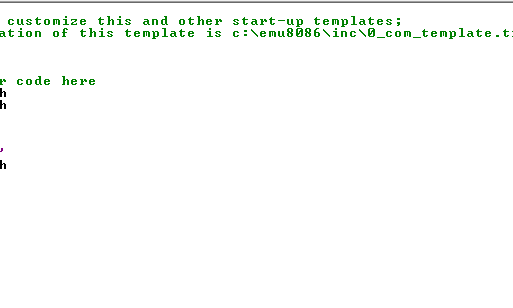 customize this and other start-up templates;
ation of this template is c:\emu8086\inc\0_com_template.t
r code here
h
h
'
h